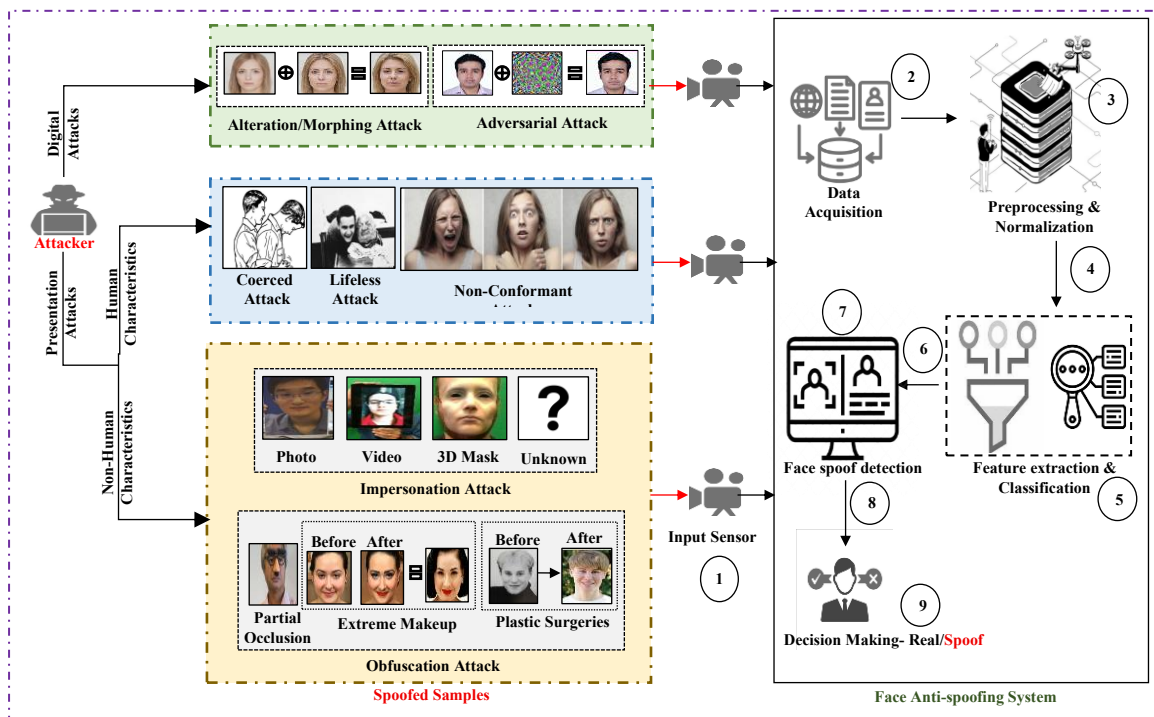 Digital
Attacks
Attacker
Presentation
Attacks
Human
Characteristics
Non-Human
Characteristics
Alteration/Morphing Attack
Adversarial Attack
Coerced
Attack
Lifeless
Attack
Non-Conformant
Photo
Video
3D Mask
?
Unknown
Impersonation Attack
Partial
Occlusion
Before
After
Extreme Makeup
Before
After
Plastic Surgeries
Obfuscation Attack
Spoofed Samples
Input Sensor
1
Data
Acquisition
2
Preprocessing &
Normalization
3
4
Feature extraction &
Classification
5
6
7
Face spoof detection
8
9
Decision Making- Real/Spoof
Face Anti-spoofing System